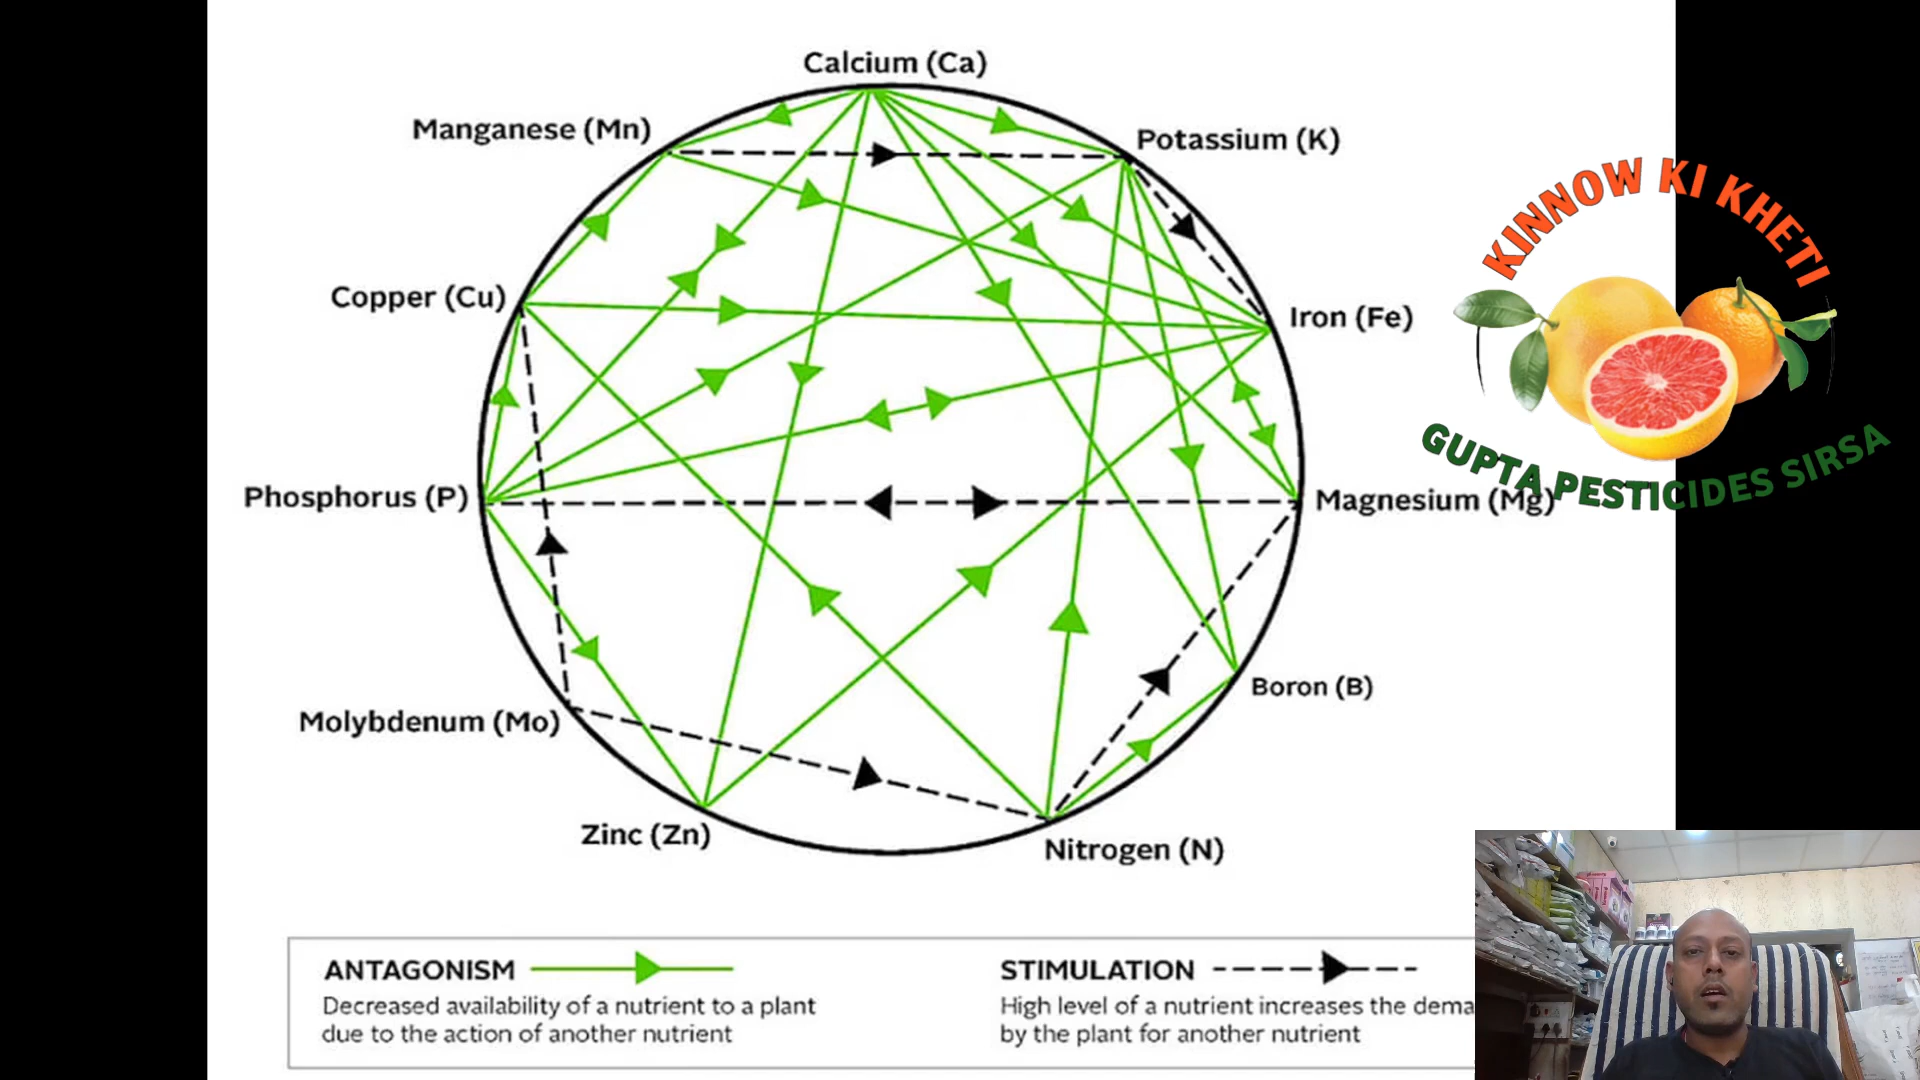 Calcium (Ca)
Manganese (Mn)
Potassium (K)
Copper (Cu)
Iron (Fe)
Phosphorus (P)
Magnesium (Mg)
Boron (B)
Molybdenum (Mo)
Zinc (Zn)
Nitrogen (N)
KINNOW KI KHETI
GUPTA PESTICIDES SIRSA
ANTAGONISM
Decreased availability of a nutrient to a plant
due to the action of another nutrient
STIMULATION
High level of a nutrient increases the dema
by the plant for another nutrient